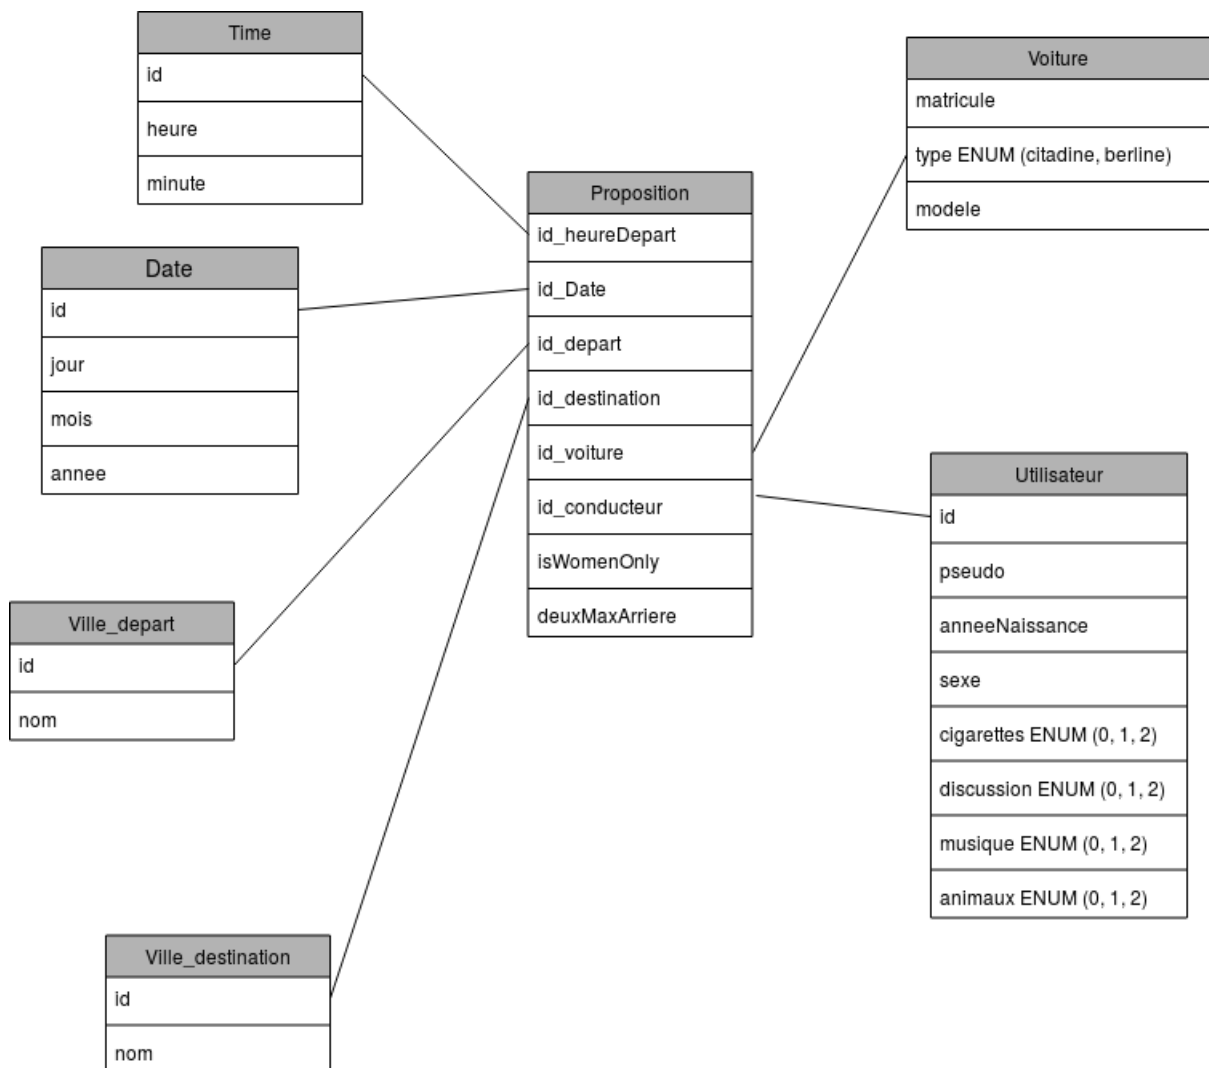 Time
id
heure
minute
Date
id
jour
mois
annee
Ville_depart
id
nom
Ville_destination
id
nom
Proposition
id_heureDepart
id_Date
id_depart
id_destination
id_voiture
id_conducteur
isWomenOnly
deuxMaxArriere
Voiture
matricule
type ENUM (citadine, berline)
modele
Utilisateur
id
pseudo
anneeNaissance
sexe
cigarettes ENUM (0, 1, 2)
discussion ENUM (0, 1, 2)
musique ENUM (0, 1, 2)
animaux ENUM (0, 1, 2)